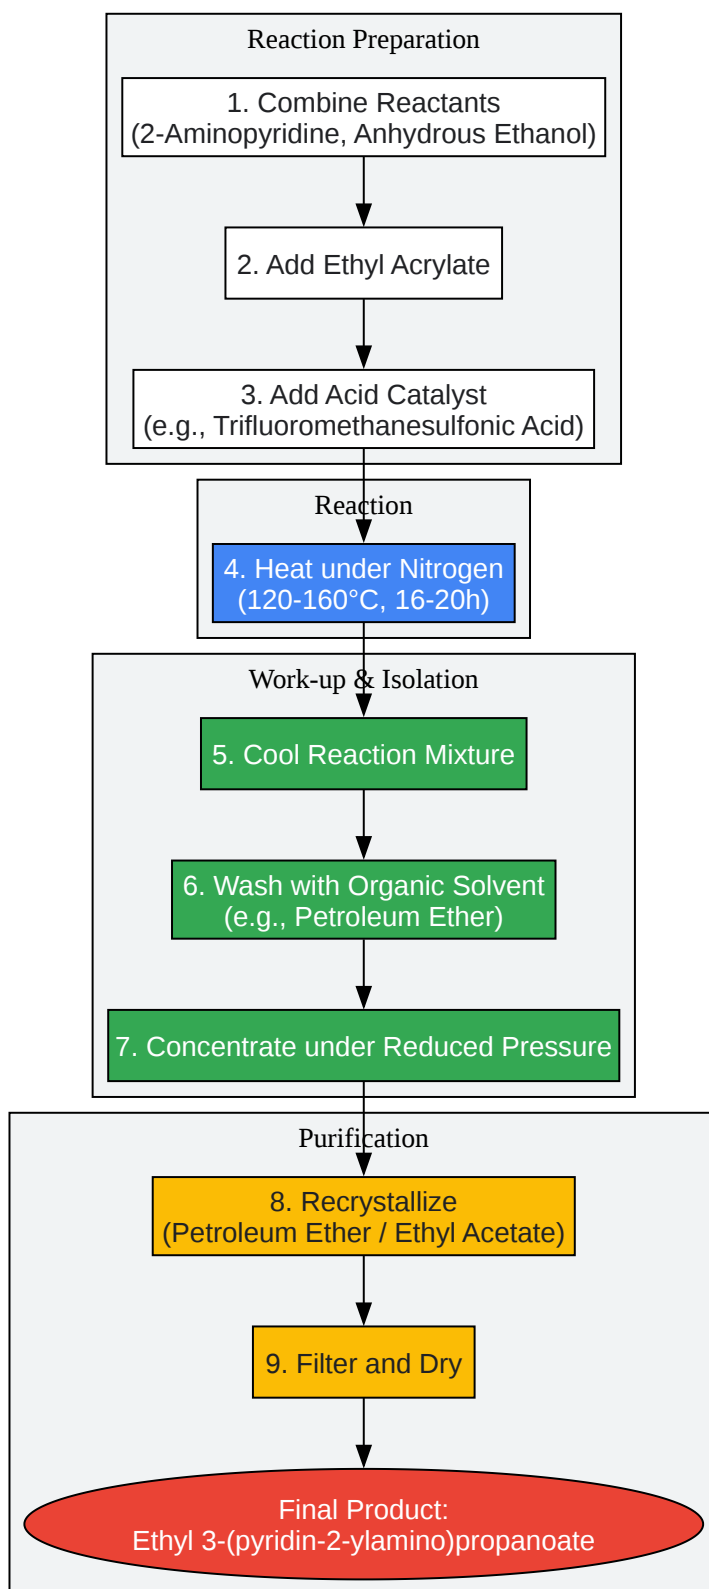 Reaction Preparation
1. Combine Reactants
(2-Aminopyridine, Anhydrous Ethanol)
2. Add Ethyl Acrylate
3. Add Acid Catalyst
(e.g., Trifluoromethanesulfonic Acid)
Reaction
4. Heat under Nitrogen
(120-160°C, 16-20h)
Work-up & Isolation
5. Cool Reaction Mixture
6. Wash with Organic Solvent
(e.g., Petroleum Ether)
7. Concentrate under Reduced Pressure
Purification
8. Recrystallize
(Petroleum Ether / Ethyl Acetate)
9. Filter and Dry
Final Product:
Ethyl 3-(pyridin-2-ylamino)propanoate